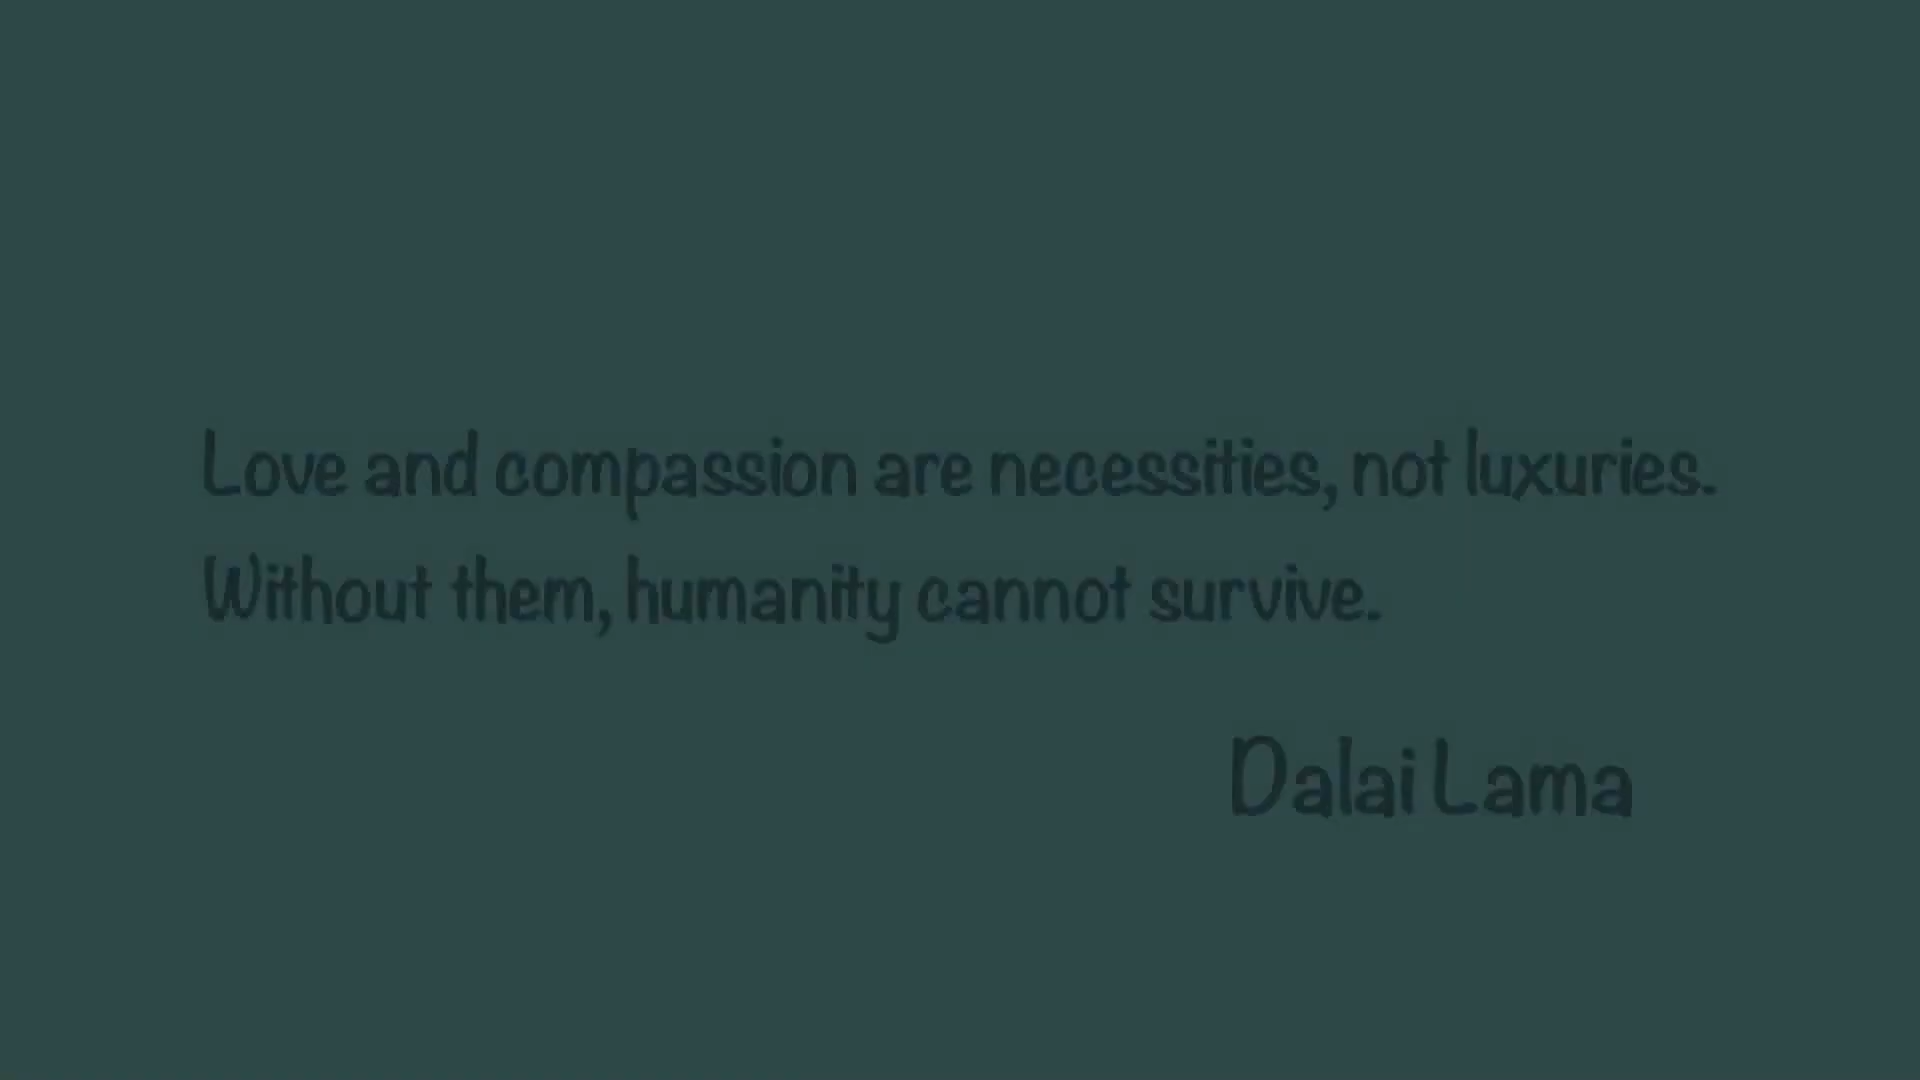 Love and compassion are necessities, not luxuries.
Without them, humanity cannot survive.
Dalai Lama